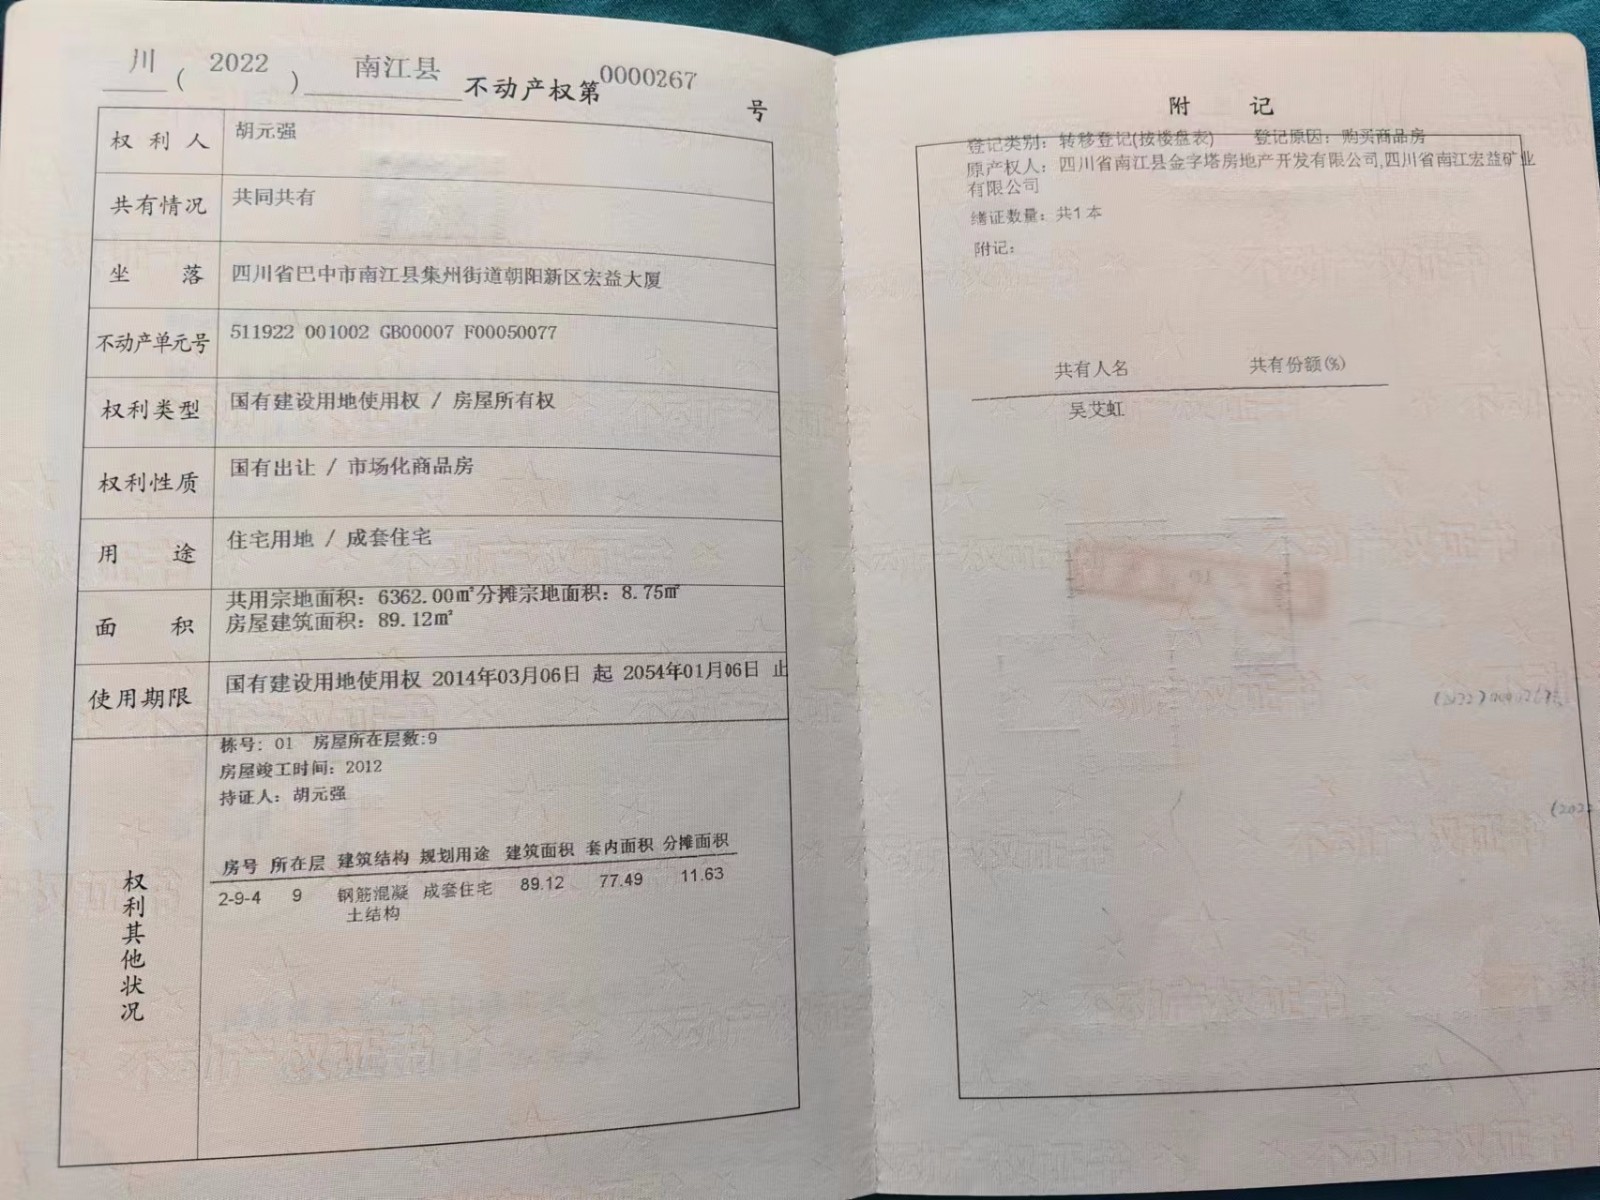 川(2022)南江县不动产权第0000267号
权利人 胡元强
共有情况 共同共有
坐落 四川省巴中市南江县集州街道朝阳新区宏益大厦
不动产单元号 511922 001002 GB00007 F00050077
权利类型 国有建设用地使用权 / 房屋所有权
权利性质 国有出让 / 市场化商品房
用途 住宅用地 / 成套住宅
面积 共用宗地面积：6362.00㎡分摊宗地面积：8.75㎡
房屋建筑面积：89.12㎡
使用期限 国有建设用地使用权 2014年03月06日 起 2054年01月06日 止
权利其他状况
栋号：01 房屋所在层数:9
房屋竣工时间：2012
持证人：胡元强
房号 所在层 建筑结构 规划用途 建筑面积 套内面积 分摊面积
2-9-4 9 钢筋混凝 成套住宅 89.12 77.49 11.63
土结构
附记
登记类别：转移登记(按楼盘表) 登记原因：购买商品房
原产权人：四川省南江县金字塔房地产开发有限公司,四川省南江宏益矿业
有限公司
缮证数量：共1本
附记：
共有人名 共有份额(%)
吴艾虹